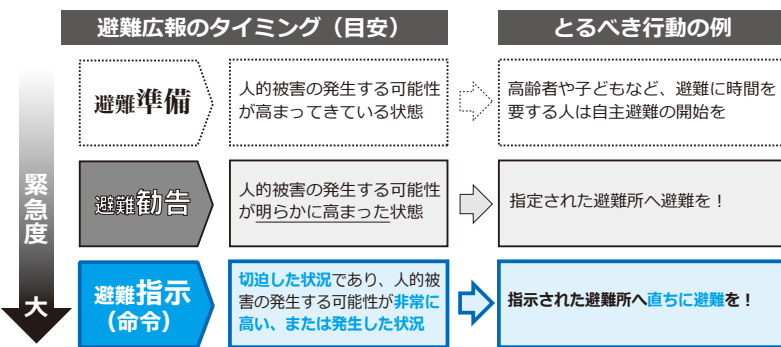 避難広報のタイミング（目安）
とるべき行動の例
緊急度
大
避難準備
人的被害の発生する可能性
が高まってきている状態
高齢者や子どもなど、避難に時間を
要する人は自主避難の開始を
避難勧告
人的被害の発生する可能性
が明らかに高まった状態
指定された避難所へ避難を！
避難指示
（命令）
切迫した状況であり、人的被
害の発生する可能性が非常に
高い、または発生した状況
指示された避難所へ直ちに避難を！